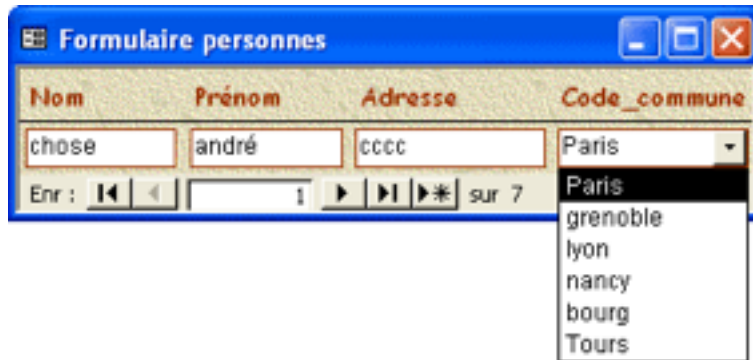 Formulaire personnes
Nom Prénom Adresse Code_commune
chose andré cccc Paris
Enr : 1 sur 7
Paris
grenoble
lyon
nancy
bourg
Tours